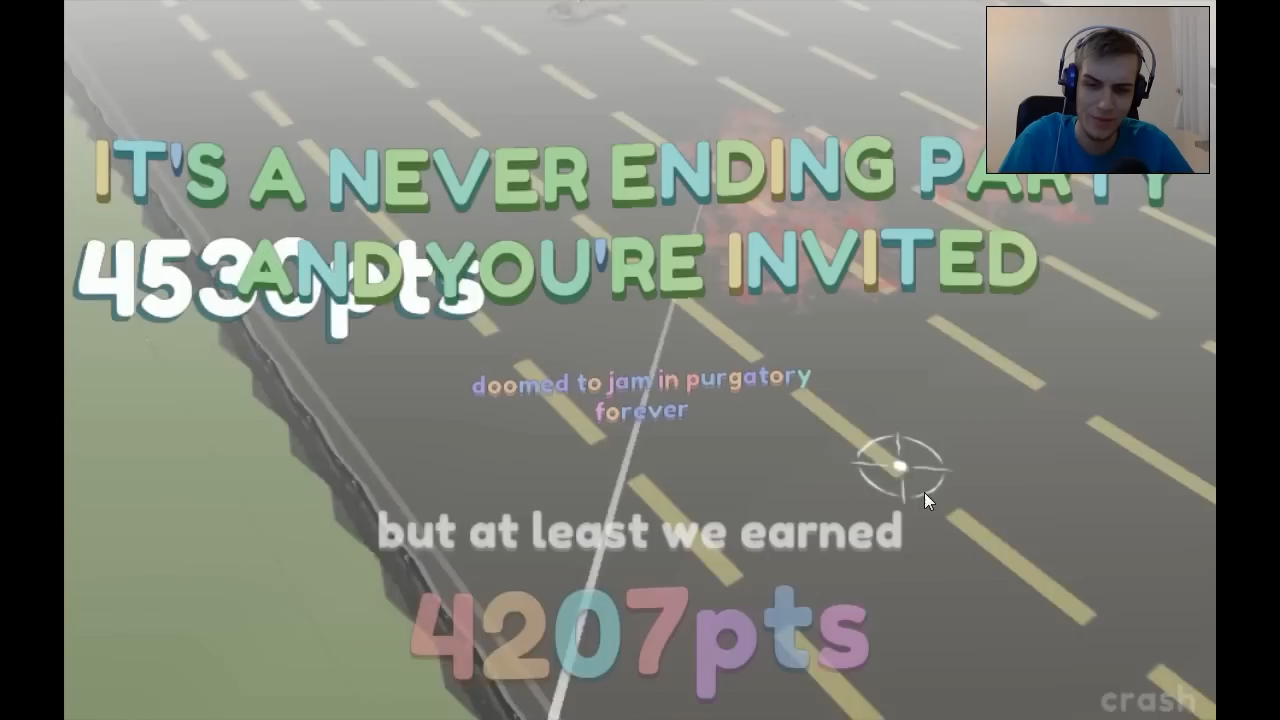 IT'S A NEVER ENDING PARTY
4530pts
AND YOU'RE INVITED
doomed to jam in purgatory
forever
but at least we earned
4207pts
crash